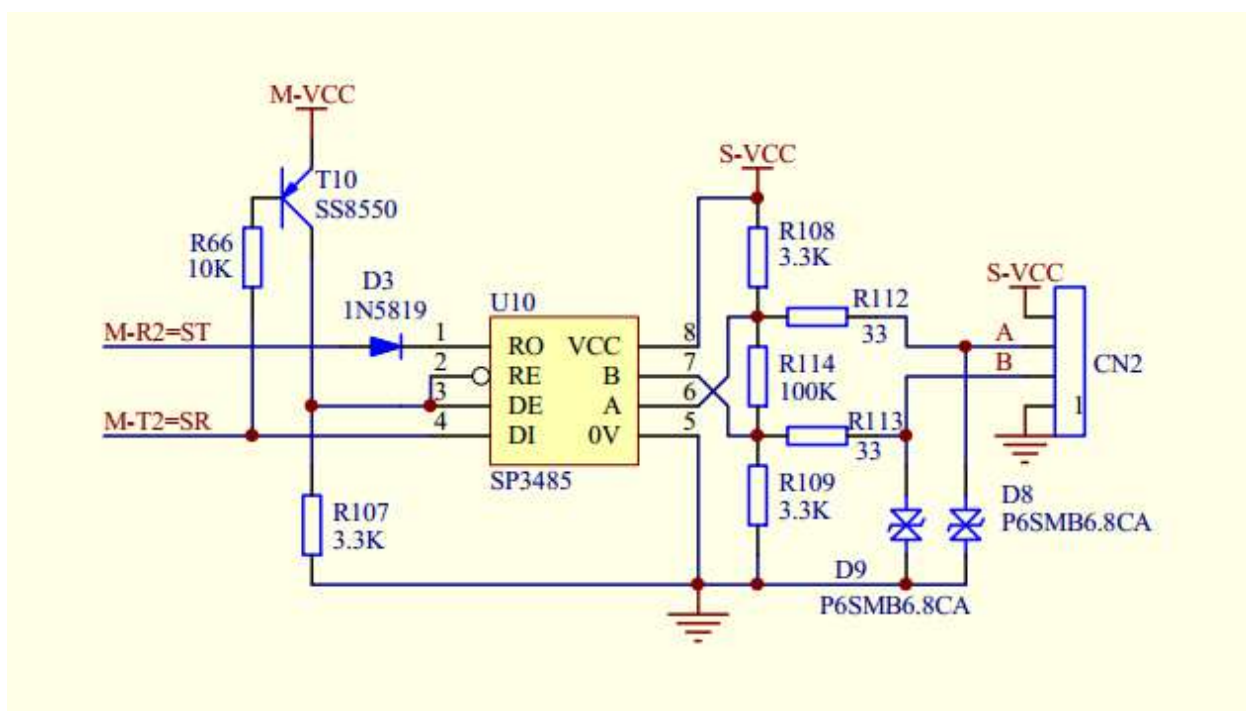 M-VCC
T10
SS8550
S-VCC
R66
10K
R108
3.3K
D3
1N5819
U10
S-VCC
R112
33
M-R2=ST
1
RO
VCC
8
A
2
RE
B
7
R114
100K
B
CN2
3
DE
A
6
1
M-T2=SR
4
DI
0V
5
R113
33
SP3485
R109
3.3K
D8
P6SMB6.8CA
R107
3.3K
D9
P6SMB6.8CA